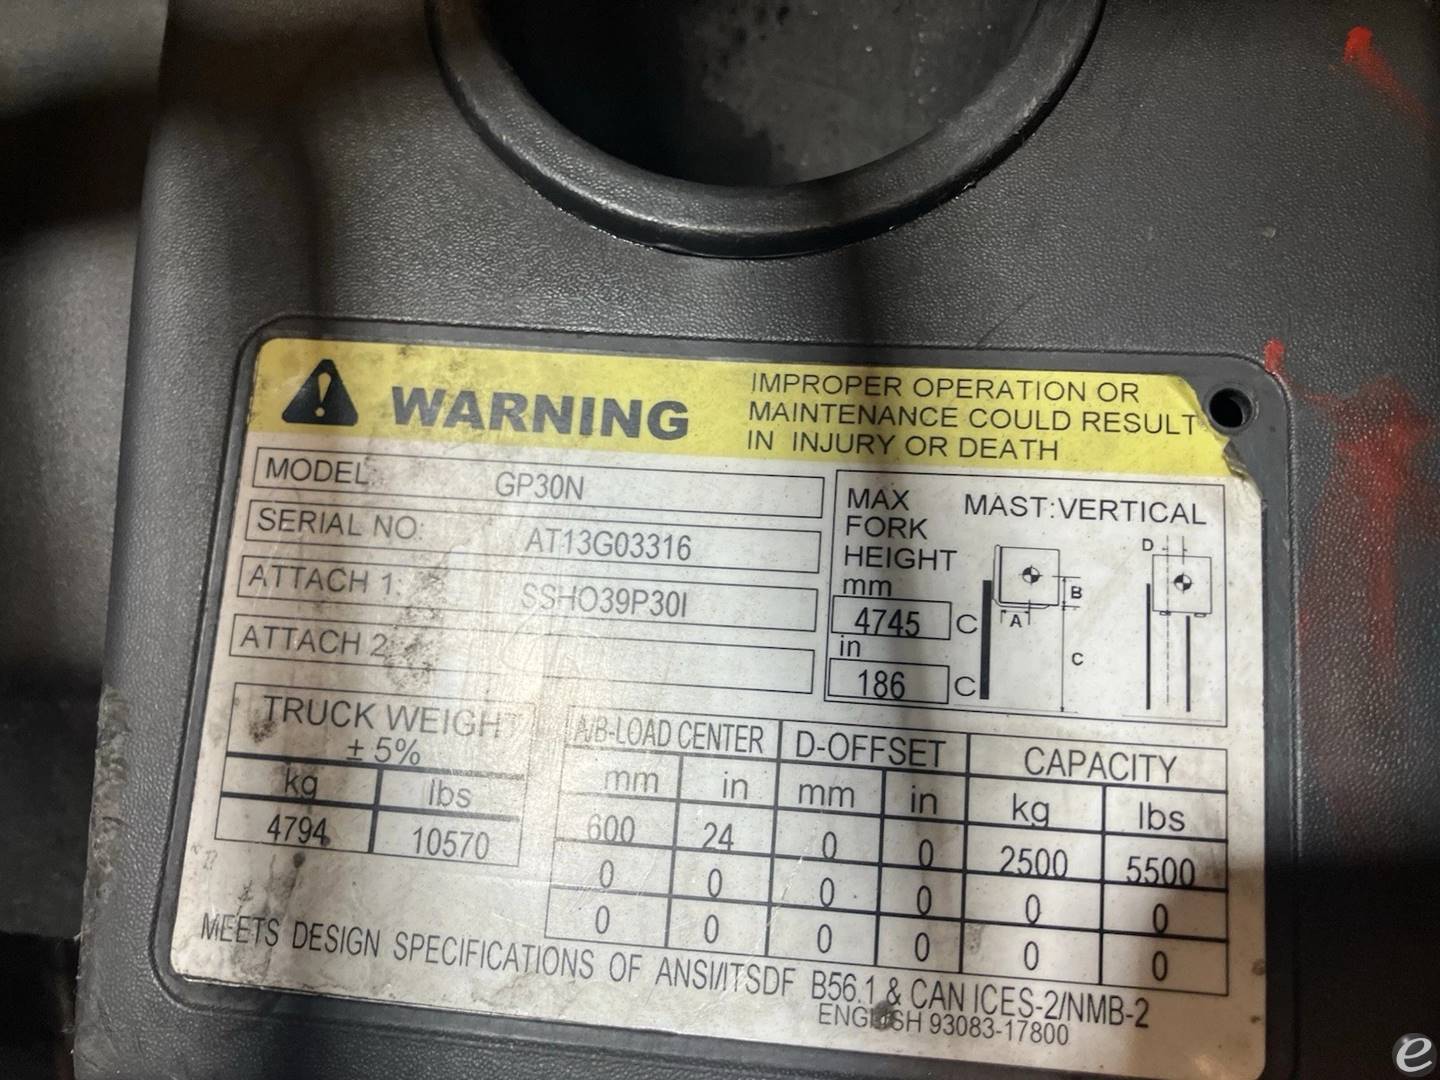 WARNING
IMPROPER OPERATION OR
MAINTENANCE COULD RESULT
IN INJURY OR DEATH
MODEL: GP30N
SERIAL NO: AT13G03316
ATTACH 1: SSHO39P30I
ATTACH 2:
MAX
FORK
HEIGHT
MAST:VERTICAL
mm
4745 C
in
186 C
A
B
C
D
TRUCK WEIGHT
± 5%
kg lbs
4794 10570
A/B-LOAD CENTER D-OFFSET CAPACITY
mm in mm in kg lbs
600 24 0 0 2500 5500
0 0 0 0 0 0
0 0 0 0 0 0
MEETS DESIGN SPECIFICATIONS OF ANSI/ITSDF B56.1 & CAN ICES-2/NMB-2
ENGLISH 93083-17800
e